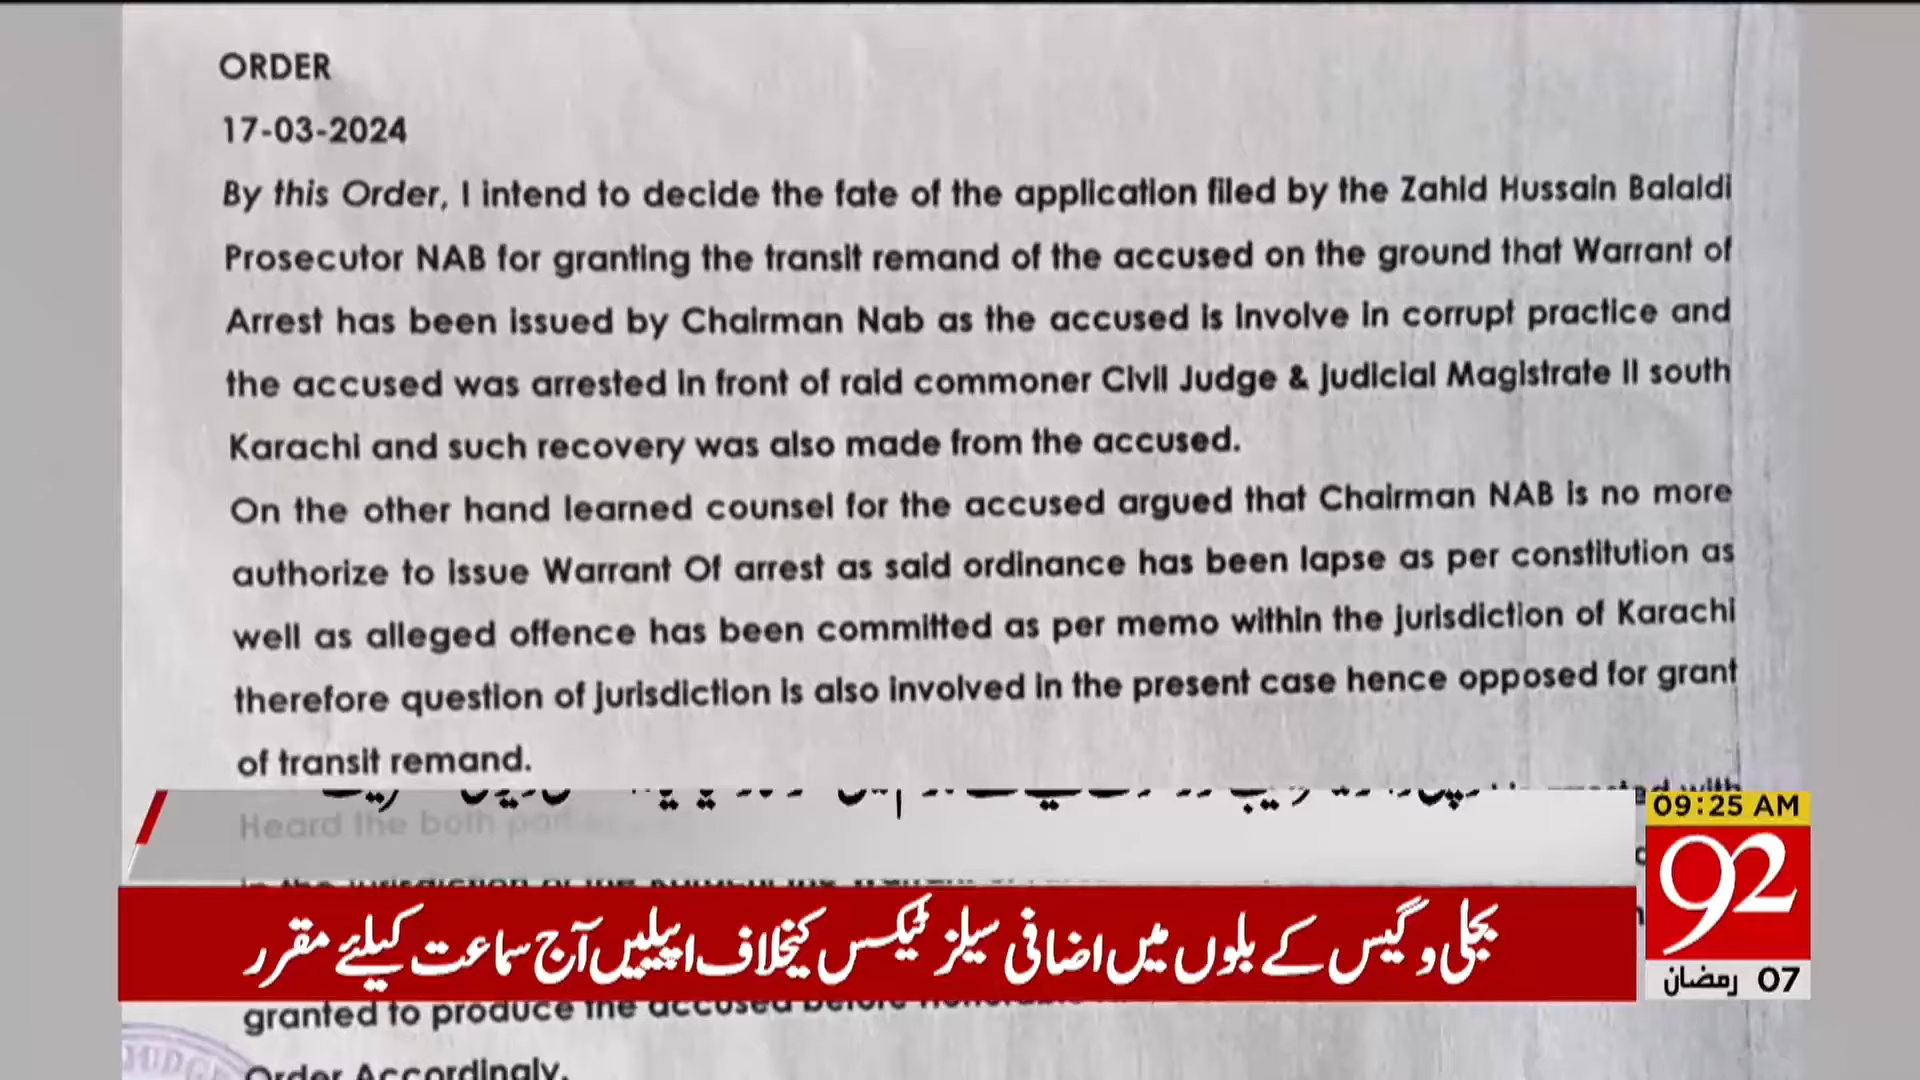 ORDER
17-03-2024
By this Order, I intend to decide the fate of the application filed by the Zahid Hussain Balaldi
Prosecutor NAB for granting the transit remand of the accused on the ground that Warrant of
Arrest has been issued by Chairman Nab as the accused is involve in corrupt practice and
the accused was arrested in front of raid commoner Civil Judge & judicial Magistrate II south
Karachi and such recovery was also made from the accused.
On the other hand learned counsel for the accused argued that Chairman NAB is no more
authorize to issue Warrant Of arrest as said ordinance has been lapse as per constitution as
well as alleged offence has been committed as per memo within the jurisdiction of Karachi
therefore question of jurisdiction is also involved in the present case hence opposed for grant
of transit remand.
Heard the both
09:25 AM
92
بجلی و گیس کے بلوں میں اضافی سیلز ٹیکس کیخلاف اپیلیں آج سماعت کیلئے مقرر
07 رمضان
granted to produce the accused before
JUDGE
Order Accordingly.